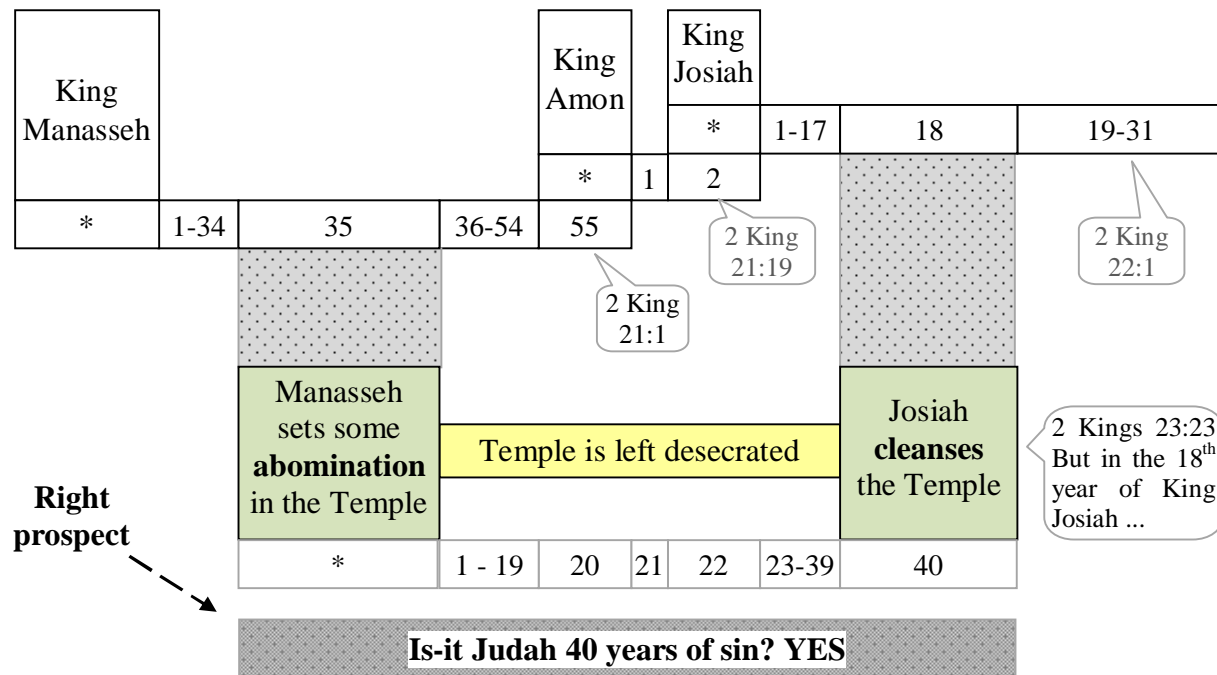 King
Manasseh
King
Amon
King
Josiah
* 1-17 18 19-31
* 1 2
* 1-34 35 36-54 55
2 King
21:19
2 King
22:1
2 King
21:1
Manasseh
sets some
abomination
in the Temple
Temple is left desecrated
Josiah
cleanses
the Temple
2 Kings 23:23
But in the 18th
year of King
Josiah ...
Right
prospect
* 1 - 19 20 21 22 23-39 40
Is-it Judah 40 years of sin? YES